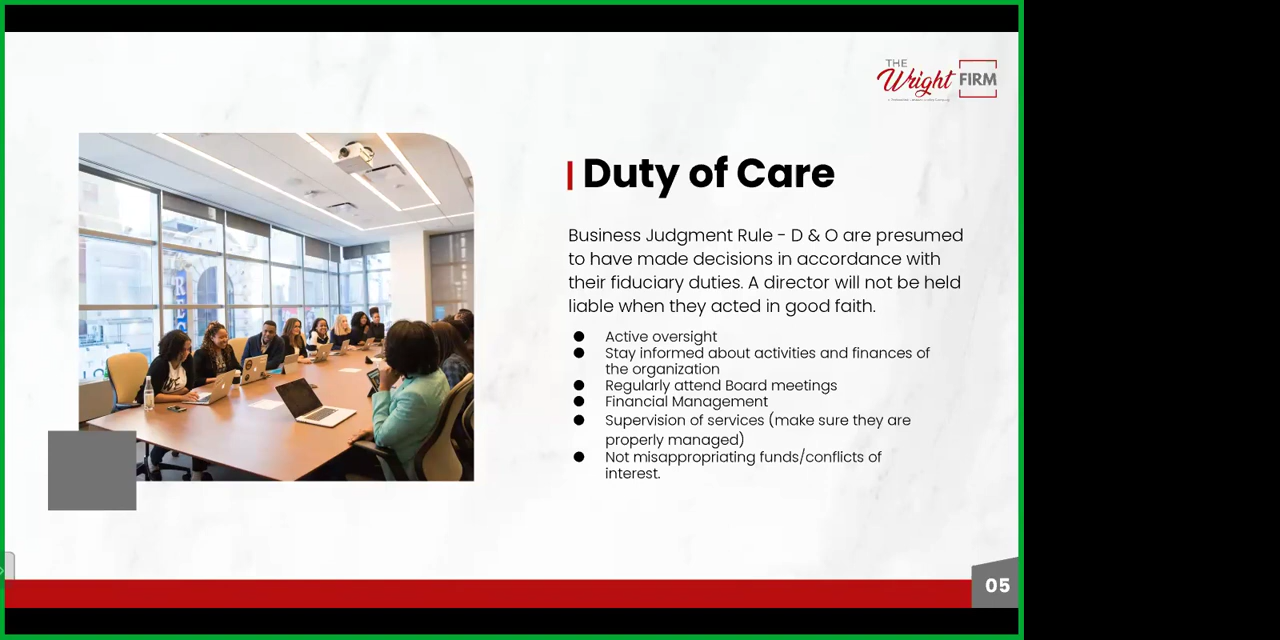 THE
Wright FIRM
Duty of Care
Business Judgment Rule - D & O are presumed
to have made decisions in accordance with
their fiduciary duties. A director will not be held
liable when they acted in good faith.
● Active oversight
● Stay informed about activities and finances of
the organization
● Regularly attend Board meetings
● Financial Management
● Supervision of services (make sure they are
properly managed)
● Not misappropriating funds/conflicts of
interest.
05